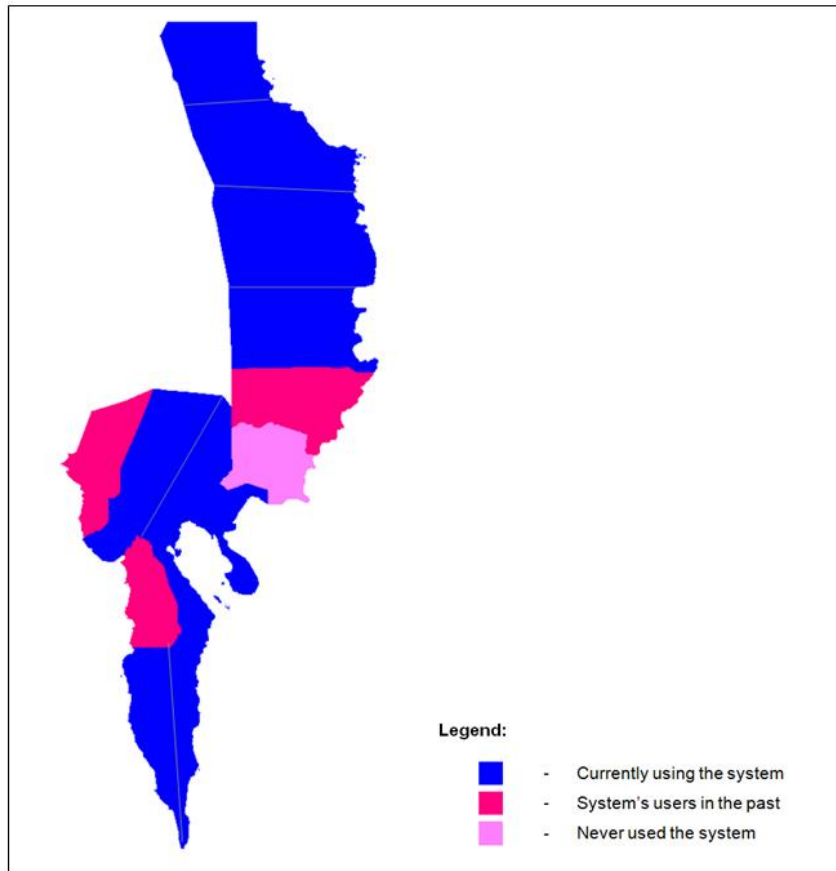 Legend:
- Currently using the system
- System's users in the past
- Never used the system